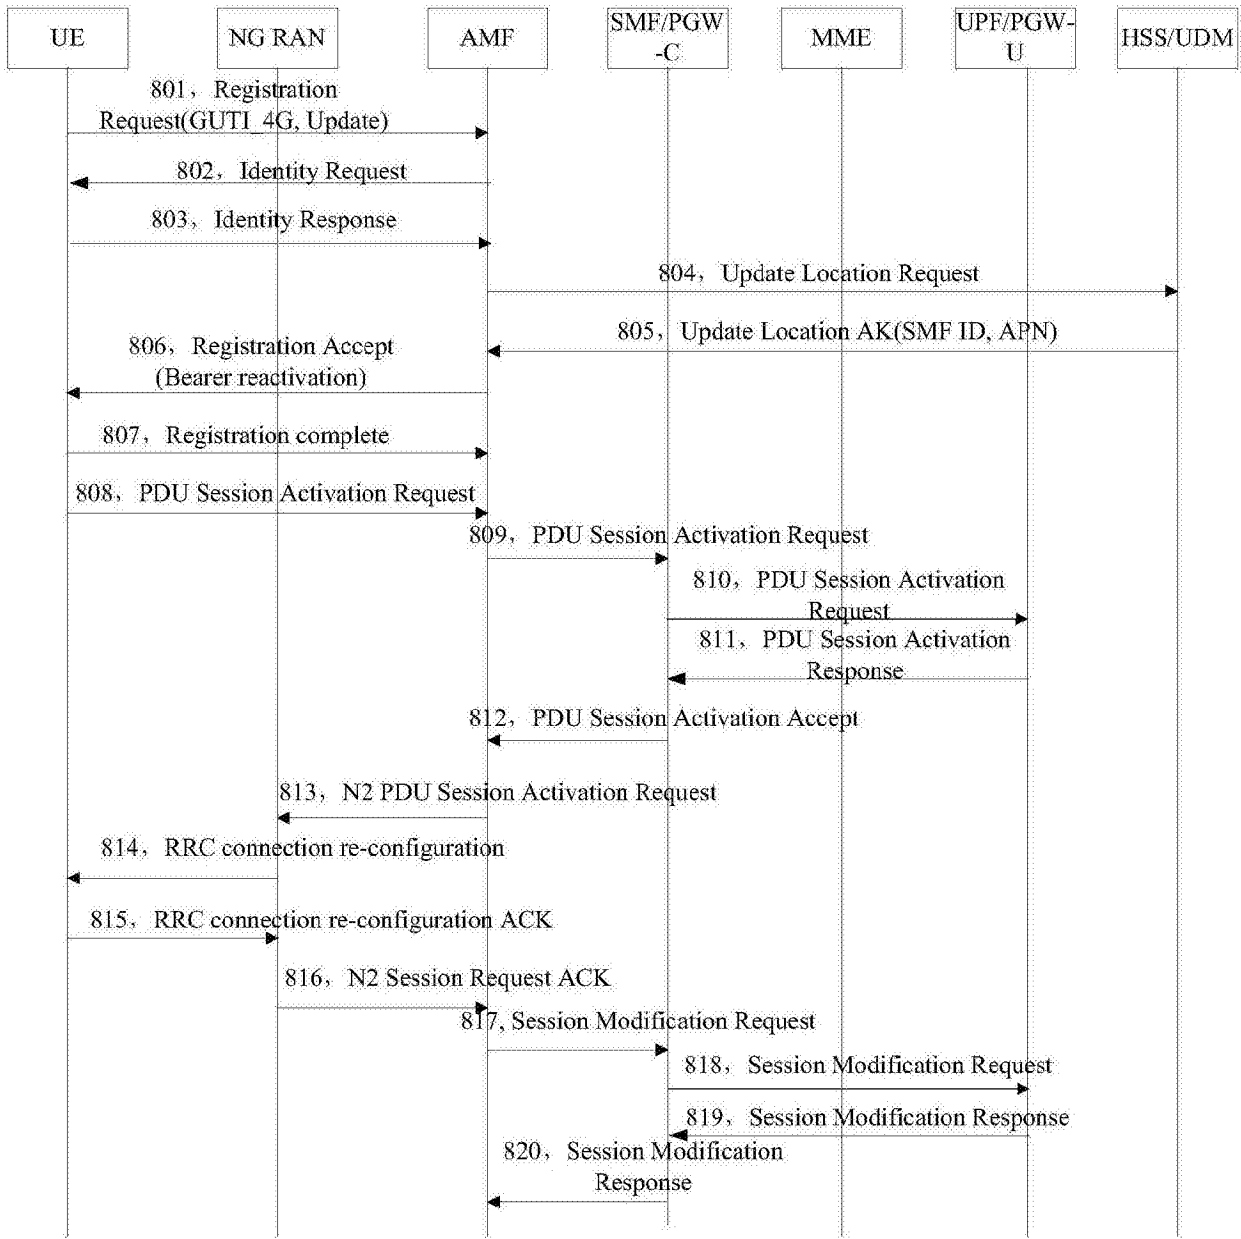 UE
NG RAN
AMF
SMF/PGW
-C
MME
UPF/PGW-
U
HSS/UDM
801，Registration
Request(GUTI_4G, Update)
802，Identity Request
803，Identity Response
804，Update Location Request
805，Update Location AK(SMF ID, APN)
806，Registration Accept
(Bearer reactivation)
807，Registration complete
808，PDU Session Activation Request
809，PDU Session Activation Request
810，PDU Session Activation
Request
811，PDU Session Activation
Response
812，PDU Session Activation Accept
813，N2 PDU Session Activation Request
814，RRC connection re-configuration
815，RRC connection re-configuration ACK
816，N2 Session Request ACK
817, Session Modification Request
818，Session Modification Request
819，Session Modification Response
820，Session Modification
Response